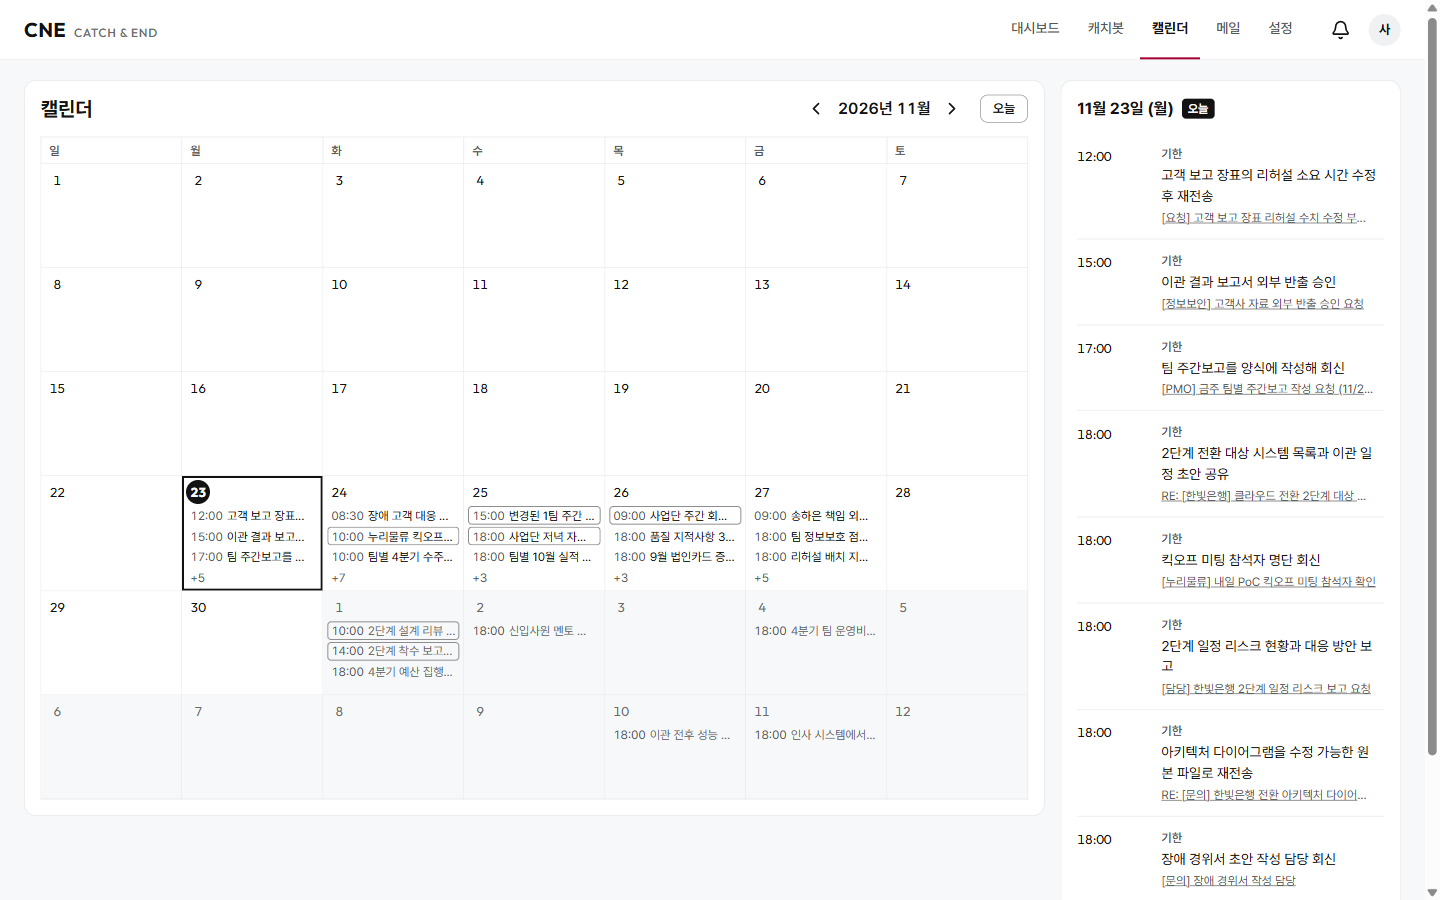 CNE CATCH & END
대시보드 캐치봇 캘린더 메일 설정 사
캘린더
2026년 11월 오늘
일 월 화 수 목 금 토
1 2 3 4 5 6 7
8 9 10 11 12 13 14
15 16 17 18 19 20 21
22 23 24 25 26 27 28
12:00 고객 보고 장표...
15:00 이관 결과 보고...
17:00 팀 주간보고를 ...
+5
08:30 장애 고객 대응 ...
10:00 누리물류 킥오프...
10:00 팀별 4분기 수주...
+7
15:00 변경된 1팀 주간 ...
18:00 사업단 저녁 자...
18:00 팀별 10월 실적 ...
+3
09:00 사업단 주간 회...
18:00 품질 지적사항 3...
18:00 9월 법인카드 증...
+3
09:00 송하은 책임 외...
18:00 팀 정보보호 점...
18:00 리허설 배치 지...
+5
29 30 1 2 3 4 5
10:00 2단계 설계 리뷰 ...
14:00 2단계 착수 보고...
18:00 4분기 예산 집행...
18:00 신입사원 멘토 ...
18:00 4분기 팀 운영비...
6 7 8 9 10 11 12
18:00 이관 전후 성능 ...
18:00 인사 시스템에서...
11월 23일 (월) 오늘
12:00 기한
고객 보고 장표의 리허설 소요 시간 수정
후 재전송
[요청] 고객 보고 장표 리허설 수치 수정 부...
15:00 기한
이관 결과 보고서 외부 반출 승인
[정보보안] 고객사 자료 외부 반출 승인 요청
17:00 기한
팀 주간보고를 양식에 작성해 회신
[PMO] 금주 팀별 주간보고 작성 요청 (11/2...
18:00 기한
2단계 전환 대상 시스템 목록과 이관 일
정 초안 공유
RE: [한빛은행] 클라우드 전환 2단계 대상 ...
18:00 기한
킥오프 미팅 참석자 명단 회신
[누리물류] 내일 PoC 킥오프 미팅 참석자 확인
18:00 기한
2단계 일정 리스크 현황과 대응 방안 보
고
[담당] 한빛은행 2단계 일정 리스크 보고 요청
18:00 기한
아키텍처 다이어그램을 수정 가능한 원
본 파일로 재전송
RE: [문의] 한빛은행 전환 아키텍처 다이어...
18:00 기한
장애 경위서 초안 작성 담당 회신
[문의] 장애 경위서 작성 담당